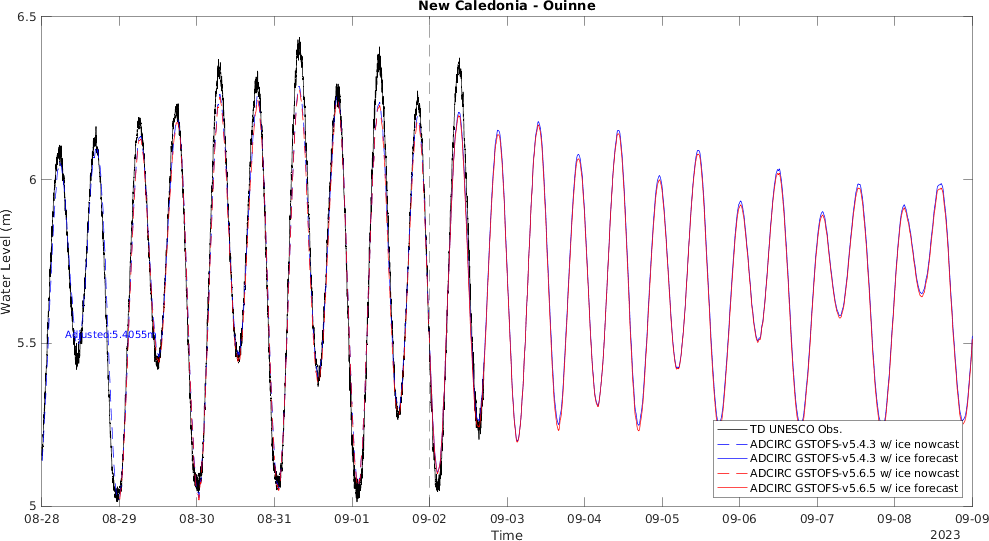 New Caledonia - Ouinne
6.5
6
5.5
5
Water Level (m)
Adjusted:5.4055m
TD UNESCO Obs.
ADCIRC GSTOFS-v5.4.3 w/ ice nowcast
ADCIRC GSTOFS-v5.4.3 w/ ice forecast
ADCIRC GSTOFS-v5.6.5 w/ ice nowcast
ADCIRC GSTOFS-v5.6.5 w/ ice forecast
08-28 08-29 08-30 08-31 09-01 09-02 09-03 09-04 09-05 09-06 09-07 09-08 09-09
Time
2023